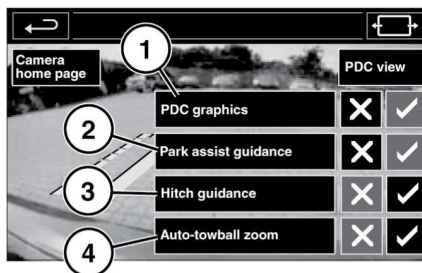 Camera
home page
PDC view
1
PDC graphics
2
Park assist guidance
3
Hitch guidance
4
Auto-towball zoom